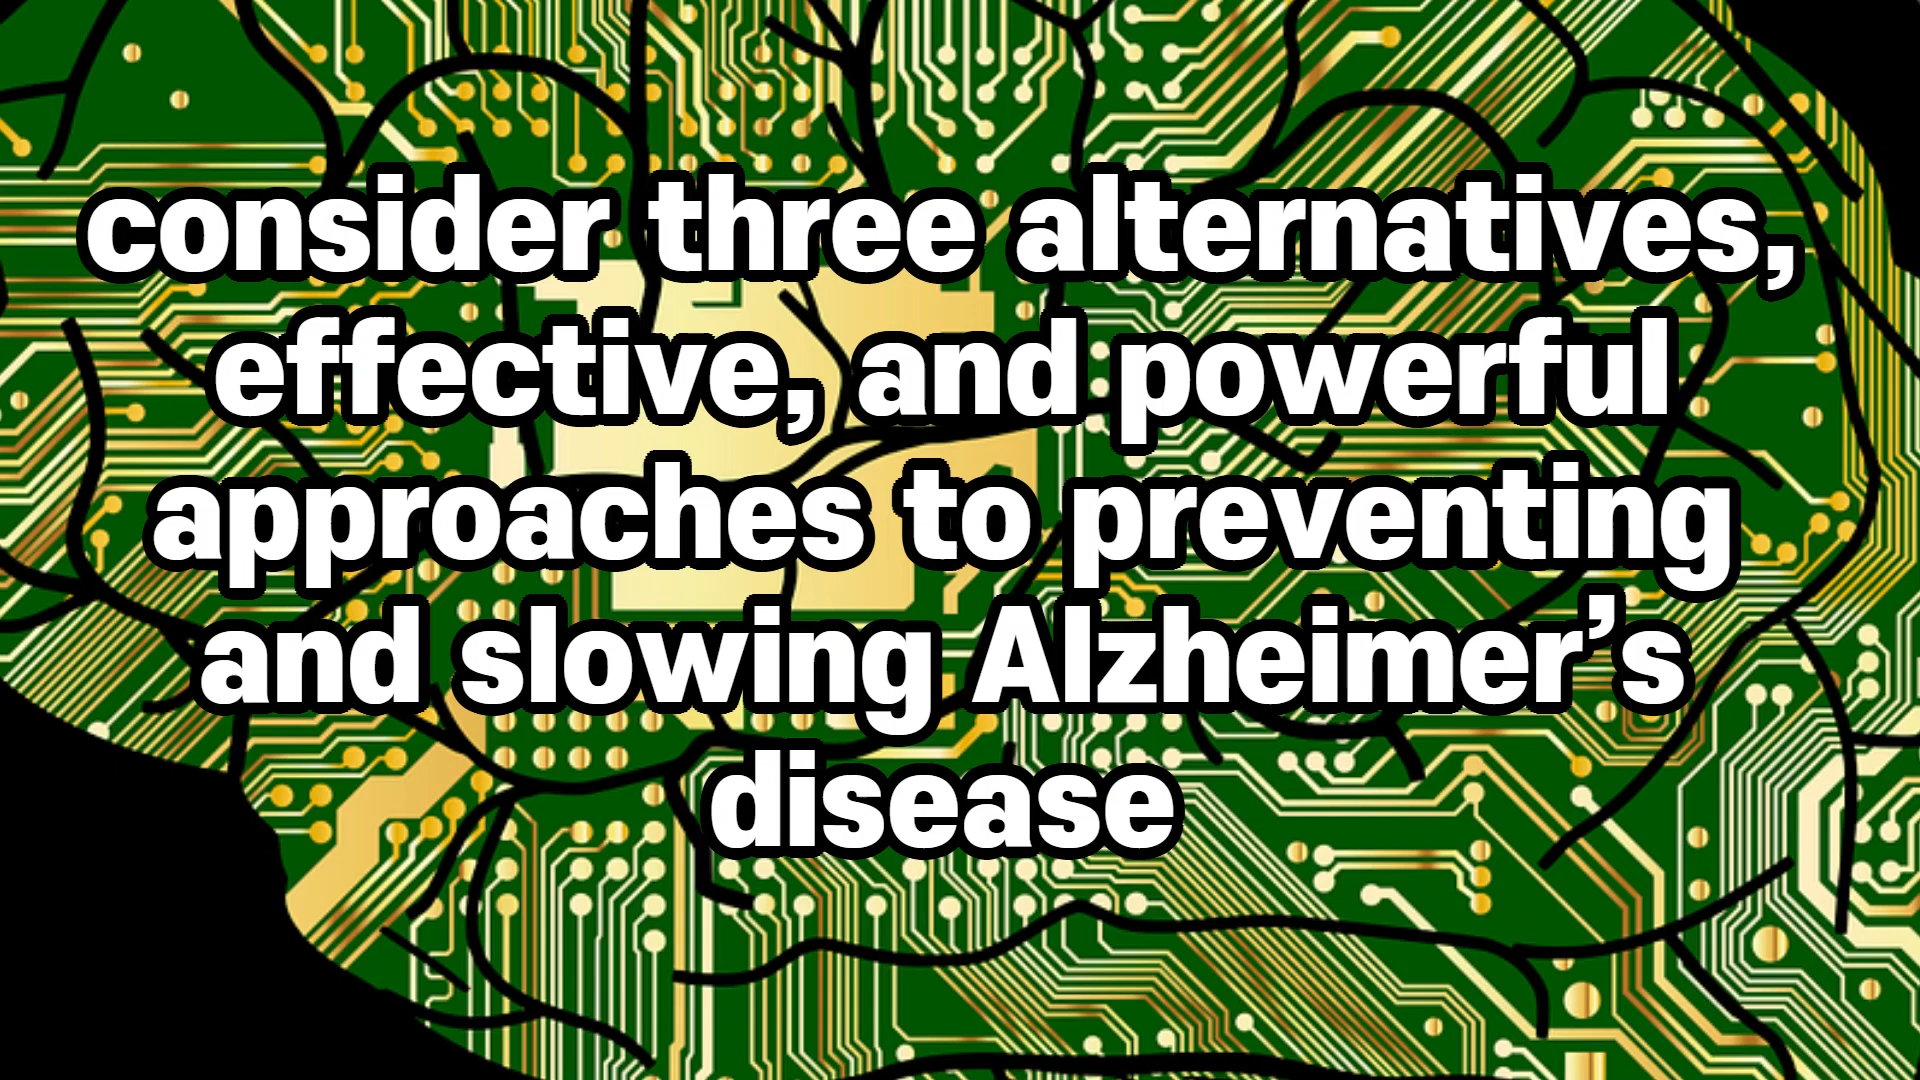 consider three alternatives,
effective, and powerful
approaches to preventing
and slowing Alzheimer’s
disease